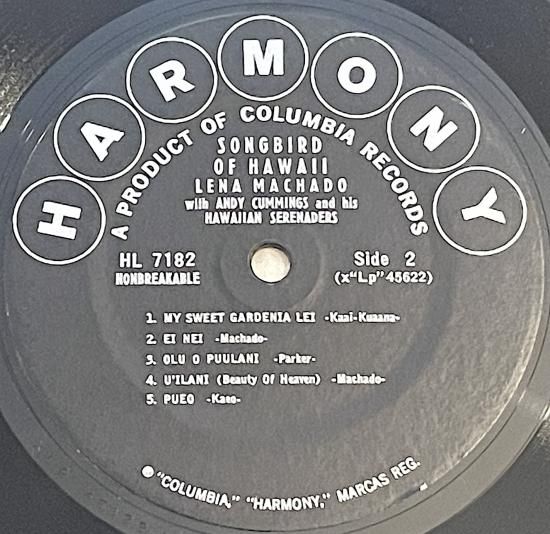 HARMONY
A PRODUCT OF COLUMBIA RECORDS
SONGBIRD
OF HAWAII
LENA MACHADO
with ANDY CUMMINGS and his
HAWAIIAN SERENADERS
HL 7182
NONBREAKABLE
Side 2
(x"Lp"45622)
1. MY SWEET GARDENIA LEI -Kaai-Kuaana-
2. EI NEI -Machado-
3. OLU O PUULANI -Parker-
4. U'ILANI (Beauty Of Heaven) -Machado-
5. PUEO -Kaeo-
"COLUMBIA," "HARMONY," MARCAS REG.